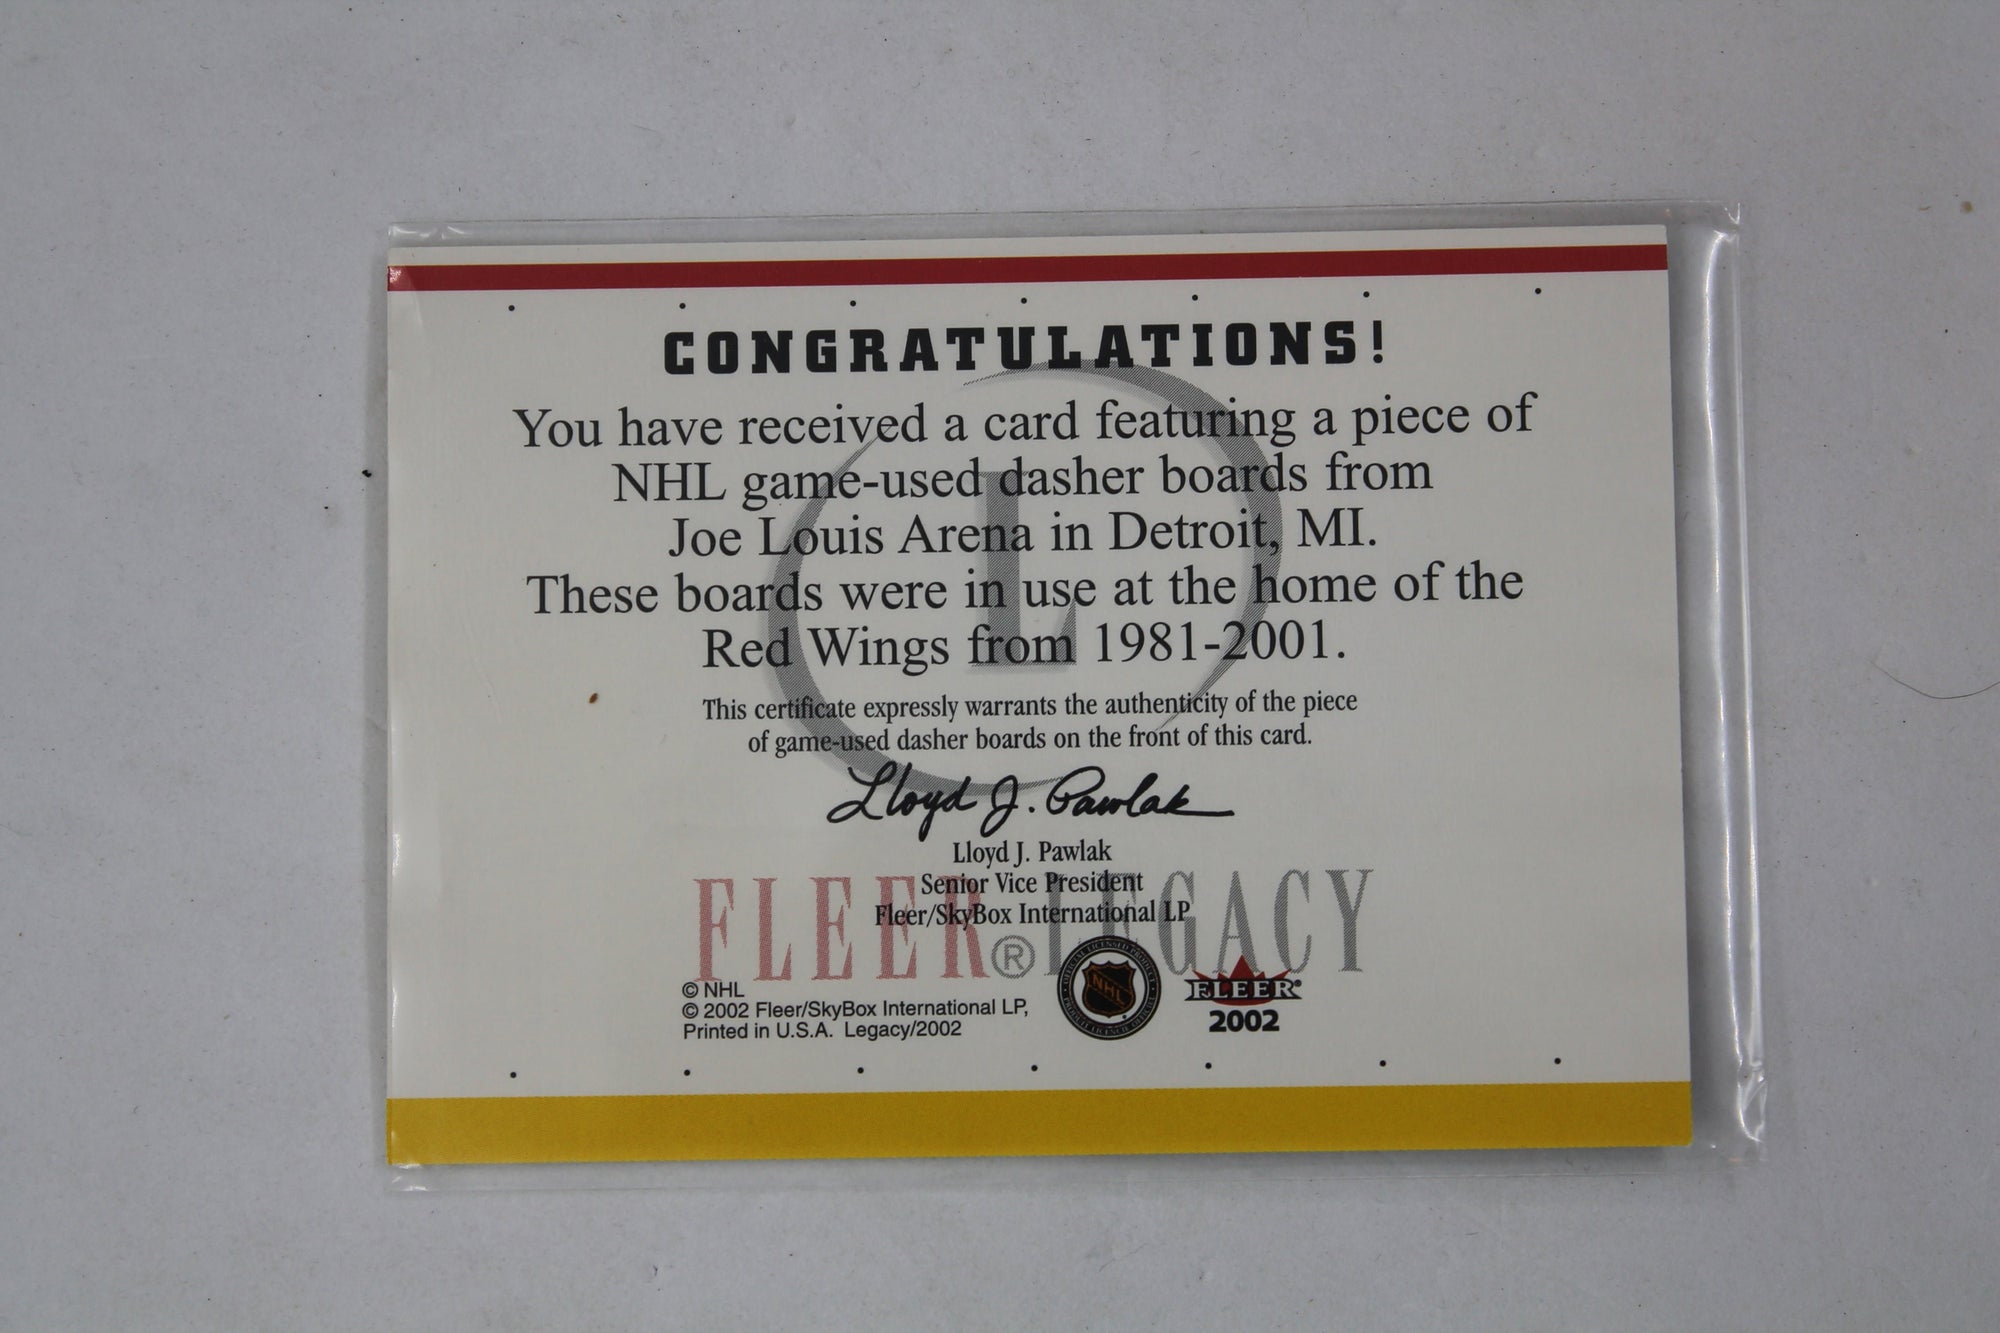 CONGRATULATIONS!
You have received a card featuring a piece of
NHL game-used dasher boards from
Joe Louis Arena in Detroit, MI.
These boards were in use at the home of the
Red Wings from 1981-2001.
This certificate expressly warrants the authenticity of the piece
of game-used dasher boards on the front of this card.
Lloyd J. Pawlak
Lloyd J. Pawlak
Senior Vice President
Fleer/SkyBox International LP
FLEER® LEGACY
L
© NHL
© 2002 Fleer/SkyBox International LP,
Printed in U.S.A. Legacy/2002
NHL
FLEER®
2002